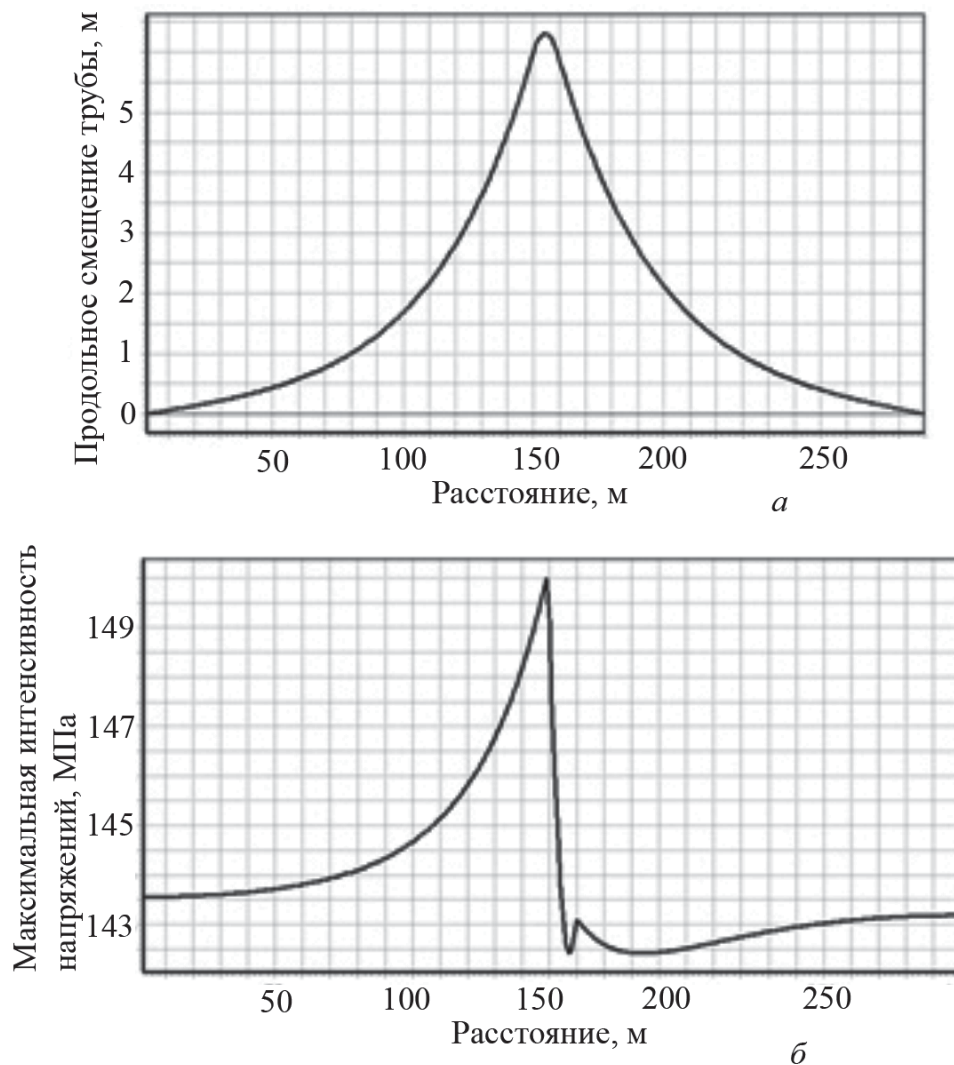 Продольное смещение трубы, м
5
4
3
2
1
0
50 100 150 200 250
Расстояние, м
а
Максимальная интенсивность
напряжений, МПа
149
147
145
143
50 100 150 200 250
Расстояние, м
б